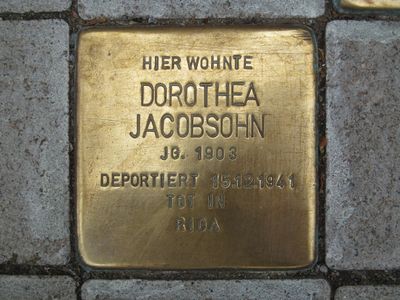 HIER WOHNTE
DOROTHEA
JACOBSOHN
JG. 1903
DEPORTIERT 15.12.1941
TOT IN
RIGA